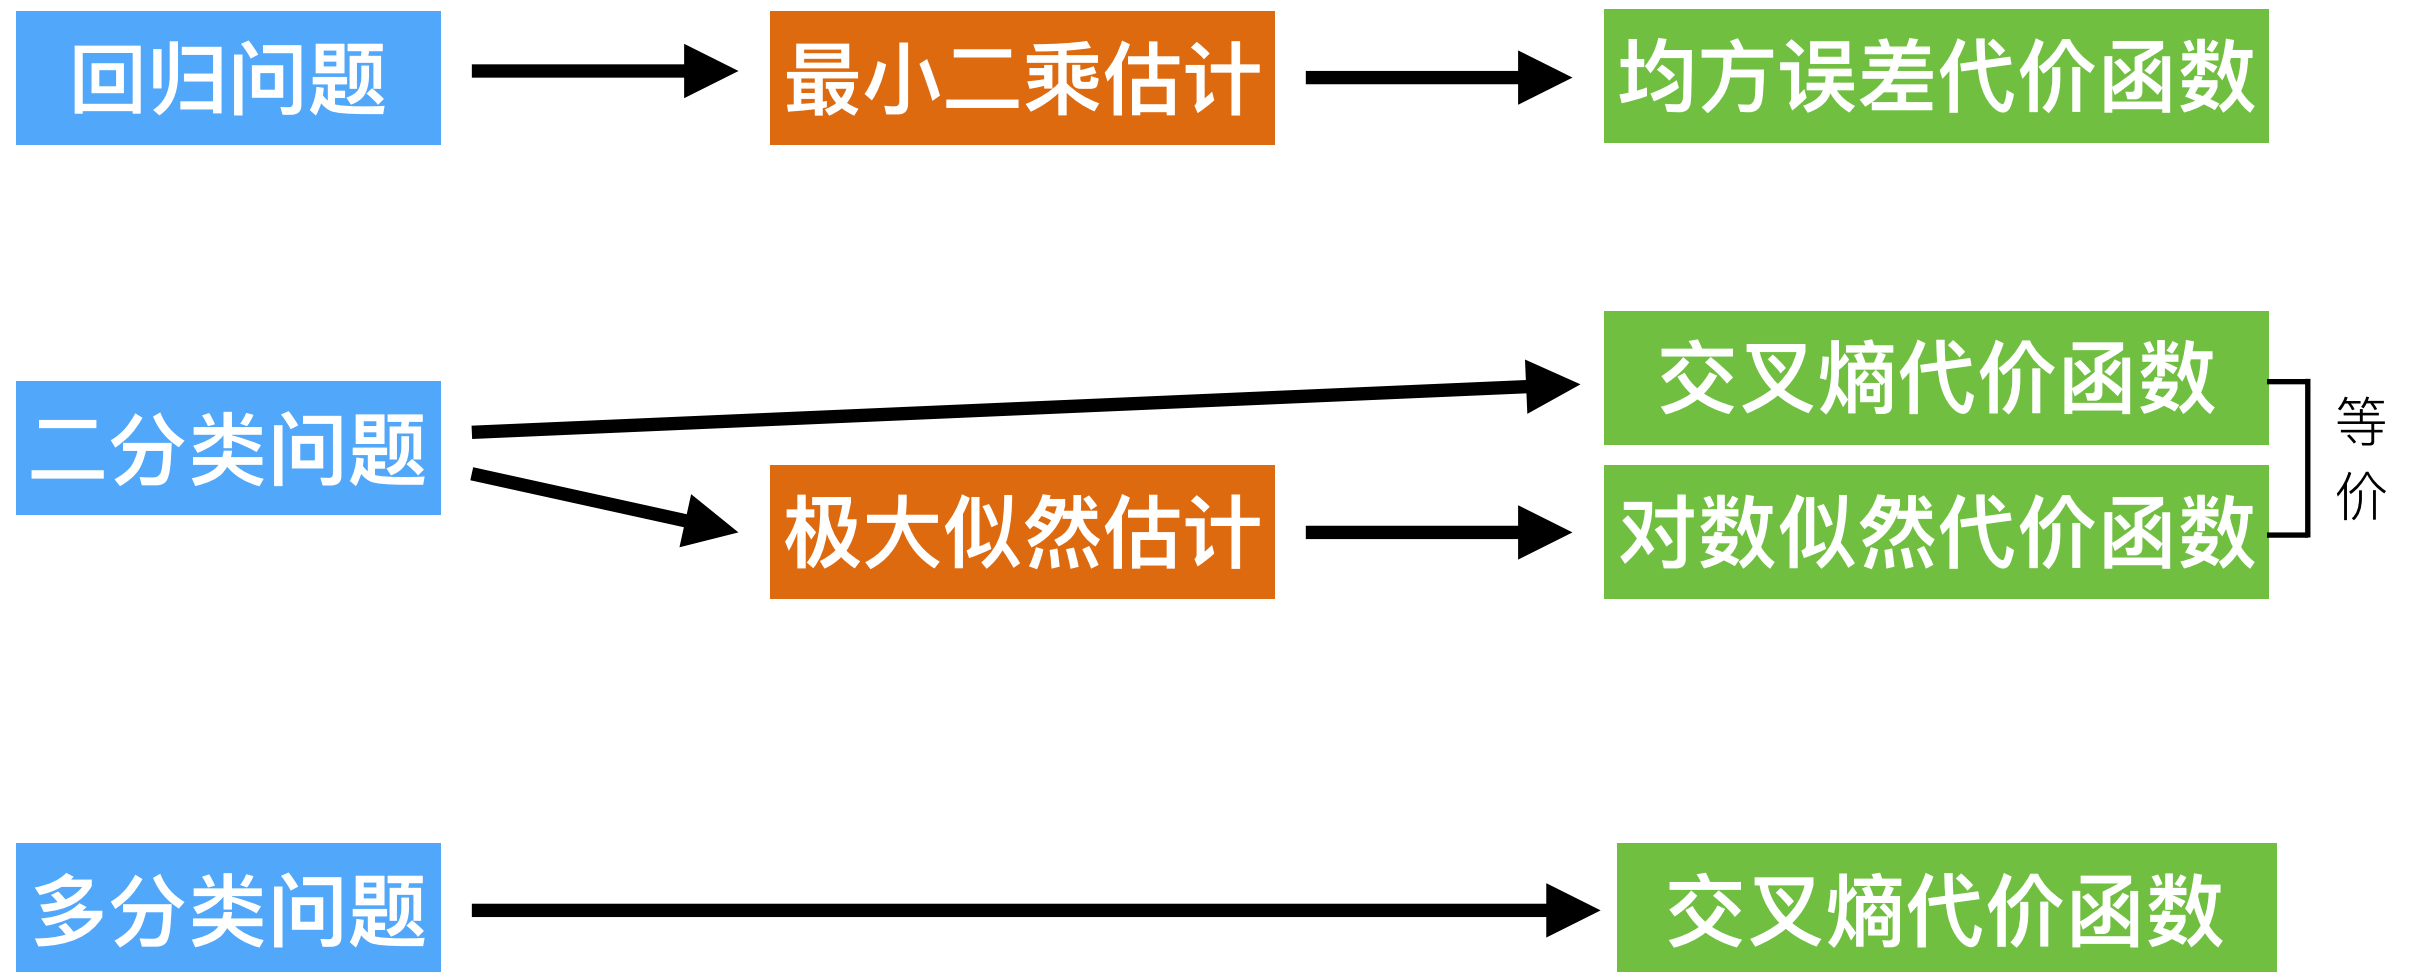 回归问题
最小二乘估计
均方误差代价函数
二分类问题
交叉熵代价函数
极大似然估计
对数似然代价函数
等
价
多分类问题
交叉熵代价函数